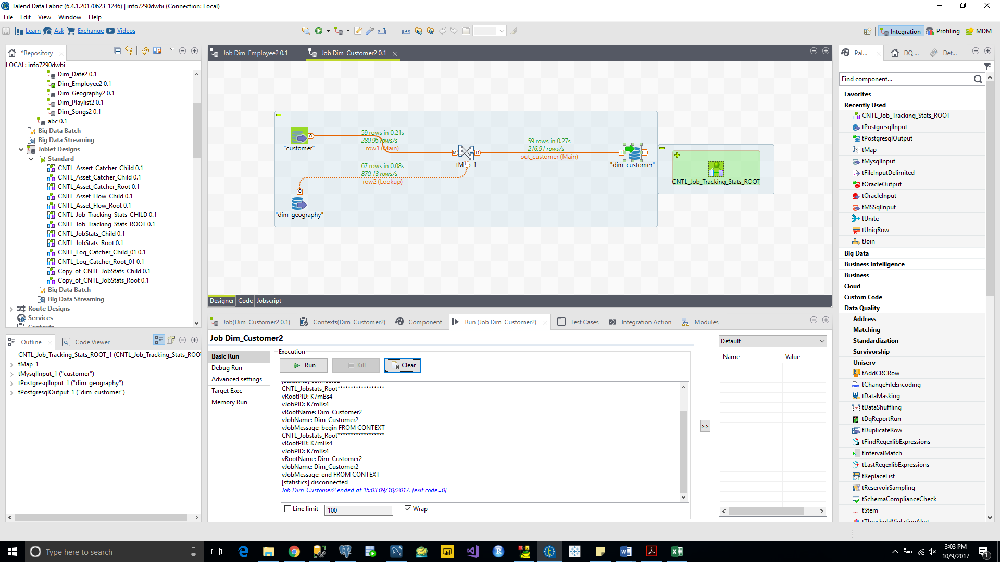 Talend Data Fabric (6.4.1.20170623_1246) | info7290dwbi (Connection: Local)
File Edit View Window Help
Learn Ask Exchange Videos
Integration Profiling MDM
*Repository
LOCAL: info7290dwbi
Dim_Date2 0.1
Dim_Employee2 0.1
Dim_Geography2 0.1
Dim_Playlist2 0.1
Dim_Songs2 0.1
abc 0.1
Big Data Batch
Big Data Streaming
Joblet Designs
Standard
CNTL_Assert_Catcher_Child 0.1
CNTL_Asset_Catcher_Child 0.1
CNTL_Asset_Catcher_Root 0.1
CNTL_Asset_Flow_Child 0.1
CNTL_Asset_Flow_Root 0.1
CNTL_Job_Tracking_Stats_CHILD 0.1
CNTL_Job_Tracking_Stats_ROOT 0.1
CNTL_JobStats_Child 0.1
CNTL_JobStats_Root 0.1
CNTL_Log_Catcher_Child_01 0.1
CNTL_Log_Catcher_Root_01 0.1
Copy_of_CNTL_JobStats_Child 0.1
Copy_of_CNTL_JobStats_Root 0.1
Big Data Batch
Big Data Streaming
Route Designs
Services
Contexts
Outline Code Viewer
CNTL_Job_Tracking_Stats_ROOT_1 (CNTL_Job_Tracking_Stats_ROO
tMap_1
tMysqlInput_1 ("customer")
tPostgresqlInput_1 ("dim_geography")
tPostgresqlOutput_1 ("dim_customer")
Job Dim_Employee2 0.1 Job Dim_Customer2 0.1
59 rows in 0.21s
280.95 rows/s
row1 (Main)
"customer"
67 rows in 0.08s
870.13 rows/s
row2 (Lookup)
"dim_geography"
tMap_1
59 rows in 0.27s
216.91 rows/s
out_customer (Main)
"dim_customer"
CNTL_Job_Tracking_Stats_ROOT
Designer Code Jobscript
Job(Dim_Customer2 0.1) Contexts(Dim_Customer2) Component Run (Job Dim_Customer2) Test Cases Integration Action Modules
Job Dim_Customer2
Basic Run
Debug Run
Advanced settings
Target Exec
Memory Run
Execution
Run Kill Clear
[statistics] connected
CNTL_Jobstats_Root******************
vRootPID: K7mBs4
vJobPID: K7mBs4
vRootName: Dim_Customer2
vJobName: Dim_Customer2
vJobMessage: begin FROM CONTEXT
CNTL_Jobstats_Root******************
vRootPID: K7mBs4
vJobPID: K7mBs4
vRootName: Dim_Customer2
vJobName: Dim_Customer2
vJobMessage: end FROM CONTEXT
[statistics] disconnected
Job Dim_Customer2 ended at 15:03 09/10/2017. [exit code=0]
Line limit 100 Wrap
>>
Default
Name Value
Pal... DQ ... Det...
Find component...
Favorites
Recently Used
CNTL_Job_Tracking_Stats_ROOT
tPostgresqlInput
tPostgresqlOutput
tMap
tMysqlInput
tFileInputDelimited
tOracleOutput
tOracleInput
tMSSqlInput
tUnite
tUniqRow
tJoin
Big Data
Business Intelligence
Business
Cloud
Custom Code
Data Quality
Address
Matching
Standardization
Survivorship
Uniserv
tAddCRCRow
tChangeFileEncoding
tDataMasking
tDataShuffling
tDqReportRun
tDuplicateRow
tFindRegexlibExpressions
tIntervalMatch
tLastRegexlibExpressions
tReplaceList
tReservoirSampling
tSchemaComplianceCheck
tStem
tThresholdViolationAlert
Type here to search
3:03 PM
10/9/2017